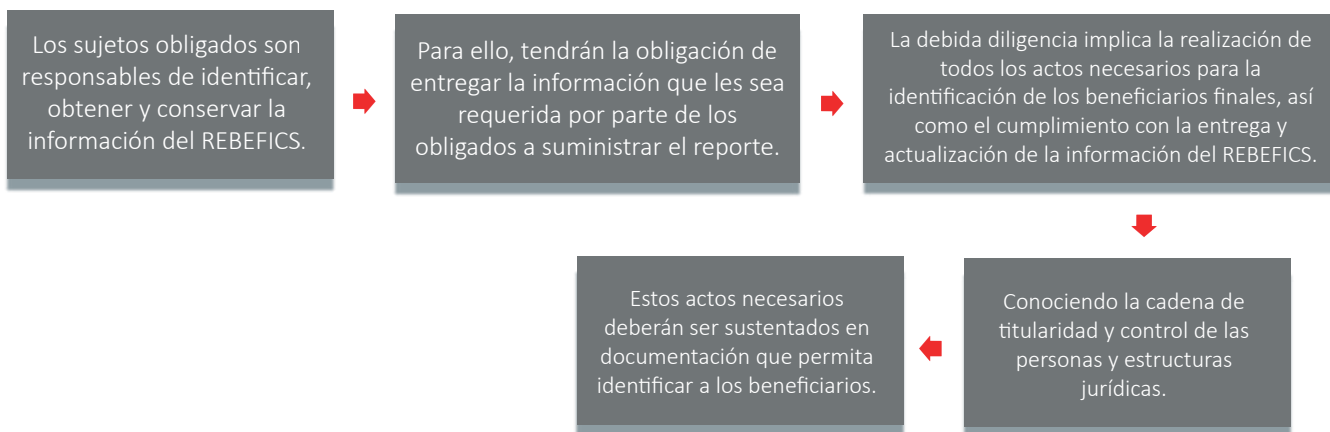 Los sujetos obligados son
responsables de identificar,
obtener y conservar la
información del REBEFICS.
Para ello, tendrán la obligación de
entregar la información que les sea
requerida por parte de los
obligados a suministrar el reporte.
La debida diligencia implica la realización de
todos los actos necesarios para la
identificación de los beneficiarios finales, así
como el cumplimiento con la entrega y
actualización de la información del REBEFICS.
Conociendo la cadena de
titularidad y control de las
personas y estructuras
jurídicas.
Estos actos necesarios
deberán ser sustentados en
documentación que permita
identificar a los beneficiarios.